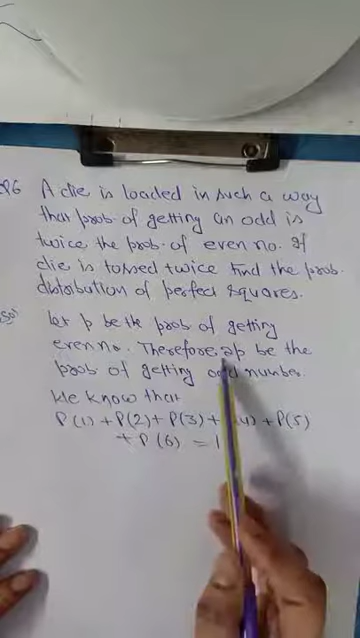 Q6 A die is loaded in such a way
that prob. of getting an odd is
twice the prob. of even no. If
die is tossed twice find the prob.
distribution of perfect squares.
Sol let p be the prob of getting
even no. Therefore, 2p be the
prob of getting odd number.
We know that
P(1) + P(2) + P(3) + 4) + P(5)
+ P(6) = 1